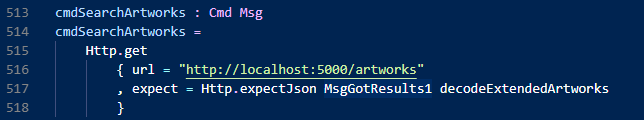 513 cmdSearchArtworks : Cmd Msg
514 cmdSearchArtworks =
515     Http.get
516         { url = "http://localhost:5000/artworks"
517         , expect = Http.expectJson MsgGotResults1 decodeExtendedArtworks
518         }